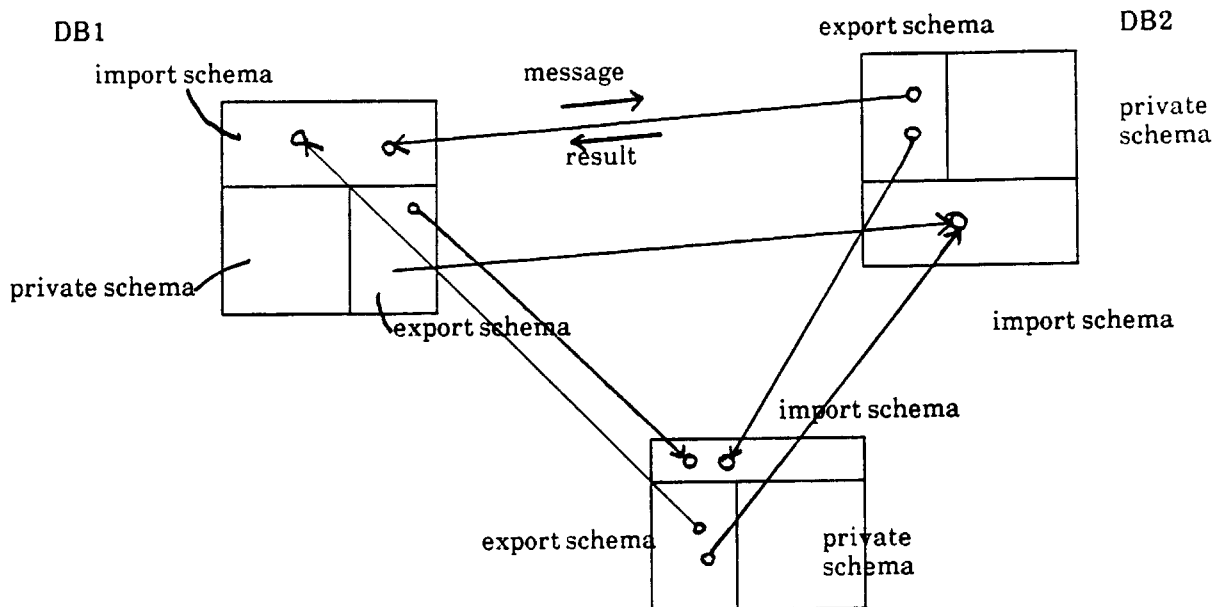 DB1
export schema
DB2
import schema
message
private
schema
result
private schema
export schema
import schema
import schema
export schema
private
schema